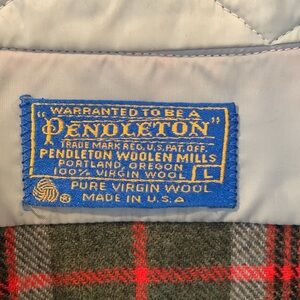 WARRANTED TO BE A
"PENDLETON"
TRADE MARK REG. U.S. PAT. OFF.
PENDLETON WOOLEN MILLS
PORTLAND, OREGON
100% VIRGIN WOOL L
PURE VIRGIN WOOL
® MADE IN U.S.A